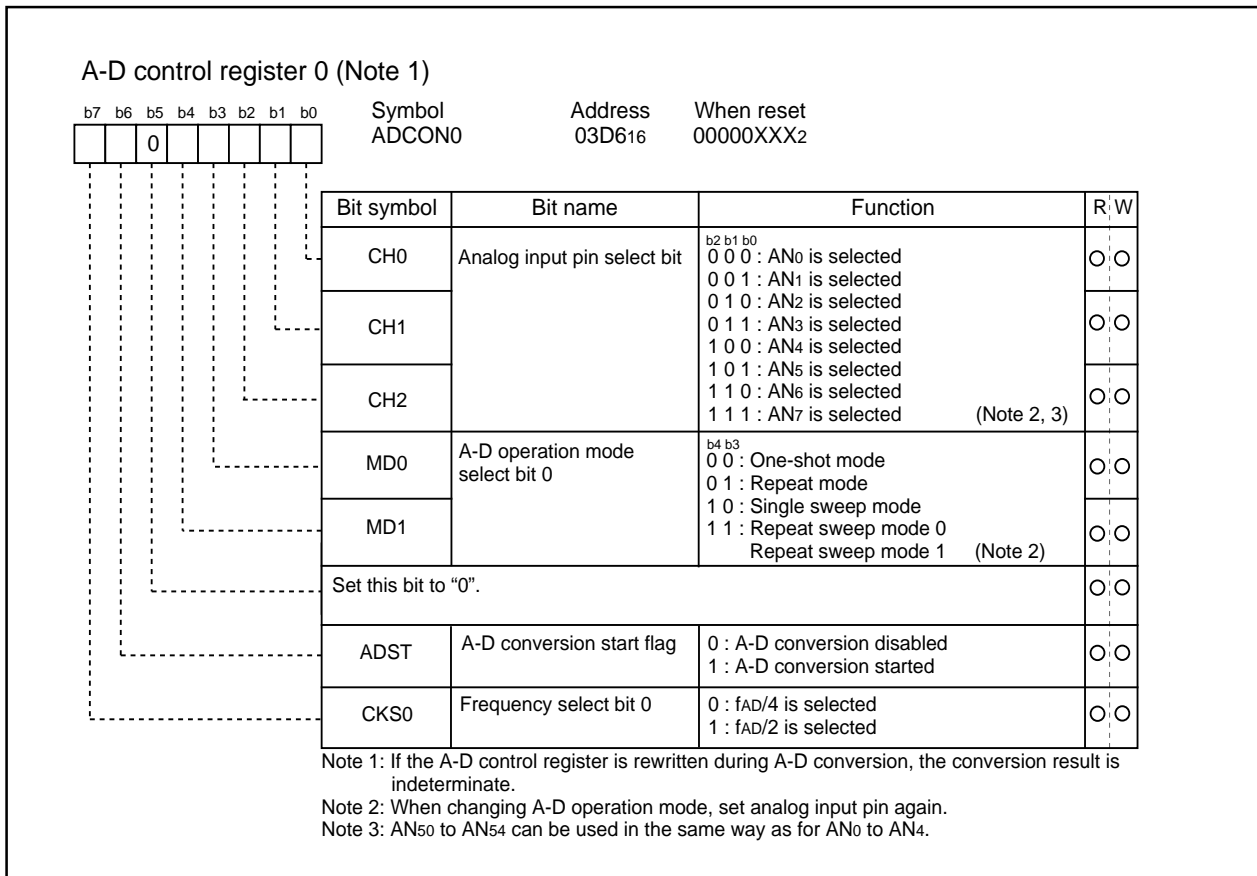 A-D control register 0 (Note 1)
b7 b6 b5 b4 b3 b2 b1 b0
Symbol Address When reset
0 ADCON0 03D616 00000XXX2
Bit symbol Bit name Function R W
CH0 Analog input pin select bit
b2 b1 b0
0 0 0 : AN0 is selected
0 0 1 : AN1 is selected
0 1 0 : AN2 is selected
CH1
0 1 1 : AN3 is selected
1 0 0 : AN4 is selected
1 0 1 : AN5 is selected
CH2
1 1 0 : AN6 is selected
1 1 1 : AN7 is selected (Note 2, 3)
MD0 A-D operation mode
select bit 0
b4 b3
0 0 : One-shot mode
0 1 : Repeat mode
1 0 : Single sweep mode
MD1
1 1 : Repeat sweep mode 0
Repeat sweep mode 1 (Note 2)
Set this bit to “0”.
ADST A-D conversion start flag 0 : A-D conversion disabled
1 : A-D conversion started
CKS0 Frequency select bit 0 0 : fAD/4 is selected
1 : fAD/2 is selected
Note 1: If the A-D control register is rewritten during A-D conversion, the conversion result is
indeterminate.
Note 2: When changing A-D operation mode, set analog input pin again.
Note 3: AN50 to AN54 can be used in the same way as for AN0 to AN4.